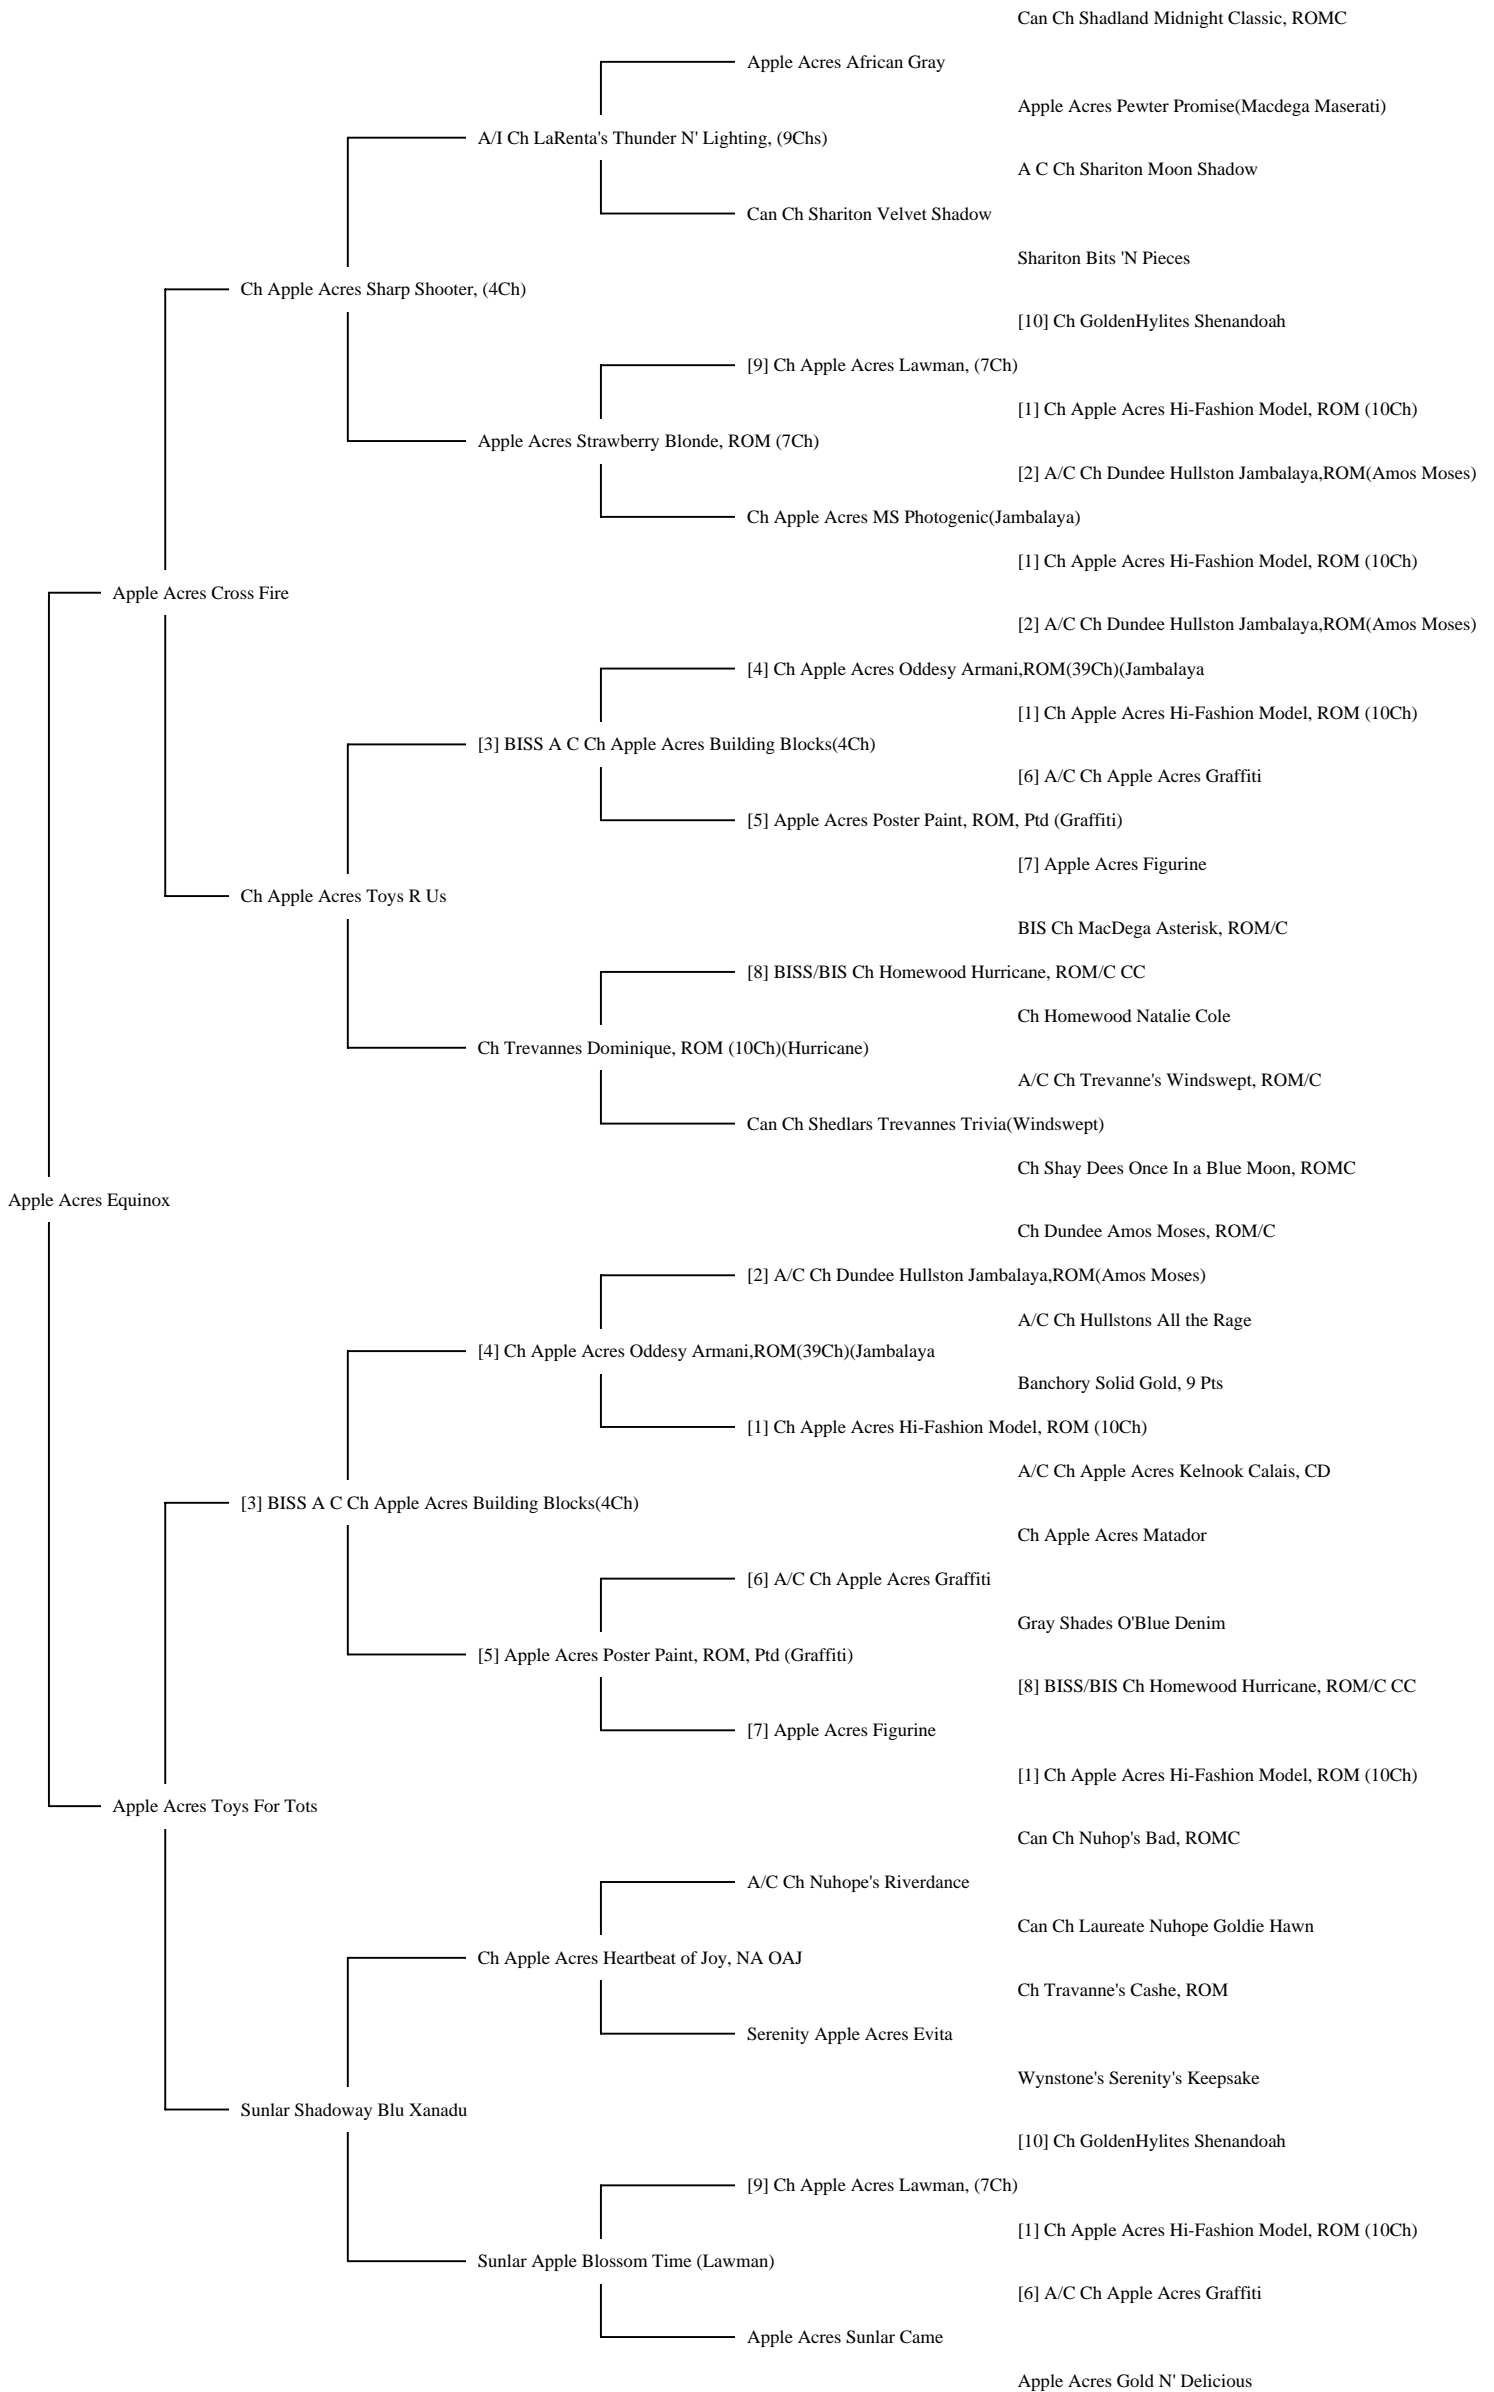 Can Ch Shadland Midnight Classic, ROMC
Apple Acres African Gray
Apple Acres Pewter Promise(Macdega Maserati)
A/I Ch LaRenta's Thunder N' Lighting, (9Chs)
A C Ch Shariton Moon Shadow
Can Ch Shariton Velvet Shadow
Shariton Bits 'N Pieces
Ch Apple Acres Sharp Shooter, (4Ch)
[10] Ch GoldenHylites Shenandoah
[9] Ch Apple Acres Lawman, (7Ch)
[1] Ch Apple Acres Hi-Fashion Model, ROM (10Ch)
Apple Acres Strawberry Blonde, ROM (7Ch)
[2] A/C Ch Dundee Hullston Jambalaya,ROM(Amos Moses)
Ch Apple Acres MS Photogenic(Jambalaya)
[1] Ch Apple Acres Hi-Fashion Model, ROM (10Ch)
Apple Acres Cross Fire
[2] A/C Ch Dundee Hullston Jambalaya,ROM(Amos Moses)
[4] Ch Apple Acres Oddesy Armani,ROM(39Ch)(Jambalaya
[1] Ch Apple Acres Hi-Fashion Model, ROM (10Ch)
[3] BISS A C Ch Apple Acres Building Blocks(4Ch)
[6] A/C Ch Apple Acres Graffiti
[5] Apple Acres Poster Paint, ROM, Ptd (Graffiti)
[7] Apple Acres Figurine
Ch Apple Acres Toys R Us
BIS Ch MacDega Asterisk, ROM/C
[8] BISS/BIS Ch Homewood Hurricane, ROM/C CC
Ch Homewood Natalie Cole
Ch Trevannes Dominique, ROM (10Ch)(Hurricane)
A/C Ch Trevanne's Windswept, ROM/C
Can Ch Shedlars Trevannes Trivia(Windswept)
Ch Shay Dees Once In a Blue Moon, ROMC
Apple Acres Equinox
Ch Dundee Amos Moses, ROM/C
[2] A/C Ch Dundee Hullston Jambalaya,ROM(Amos Moses)
A/C Ch Hullstons All the Rage
[4] Ch Apple Acres Oddesy Armani,ROM(39Ch)(Jambalaya
Banchory Solid Gold, 9 Pts
[1] Ch Apple Acres Hi-Fashion Model, ROM (10Ch)
A/C Ch Apple Acres Kelnook Calais, CD
[3] BISS A C Ch Apple Acres Building Blocks(4Ch)
Ch Apple Acres Matador
[6] A/C Ch Apple Acres Graffiti
Gray Shades O'Blue Denim
[5] Apple Acres Poster Paint, ROM, Ptd (Graffiti)
[8] BISS/BIS Ch Homewood Hurricane, ROM/C CC
[7] Apple Acres Figurine
[1] Ch Apple Acres Hi-Fashion Model, ROM (10Ch)
Apple Acres Toys For Tots
Can Ch Nuhop's Bad, ROMC
A/C Ch Nuhope's Riverdance
Can Ch Laureate Nuhope Goldie Hawn
Ch Apple Acres Heartbeat of Joy, NA OAJ
Ch Travanne's Cashe, ROM
Serenity Apple Acres Evita
Wynstone's Serenity's Keepsake
Sunlar Shadoway Blu Xanadu
[10] Ch GoldenHylites Shenandoah
[9] Ch Apple Acres Lawman, (7Ch)
[1] Ch Apple Acres Hi-Fashion Model, ROM (10Ch)
Sunlar Apple Blossom Time (Lawman)
[6] A/C Ch Apple Acres Graffiti
Apple Acres Sunlar Came
Apple Acres Gold N' Delicious